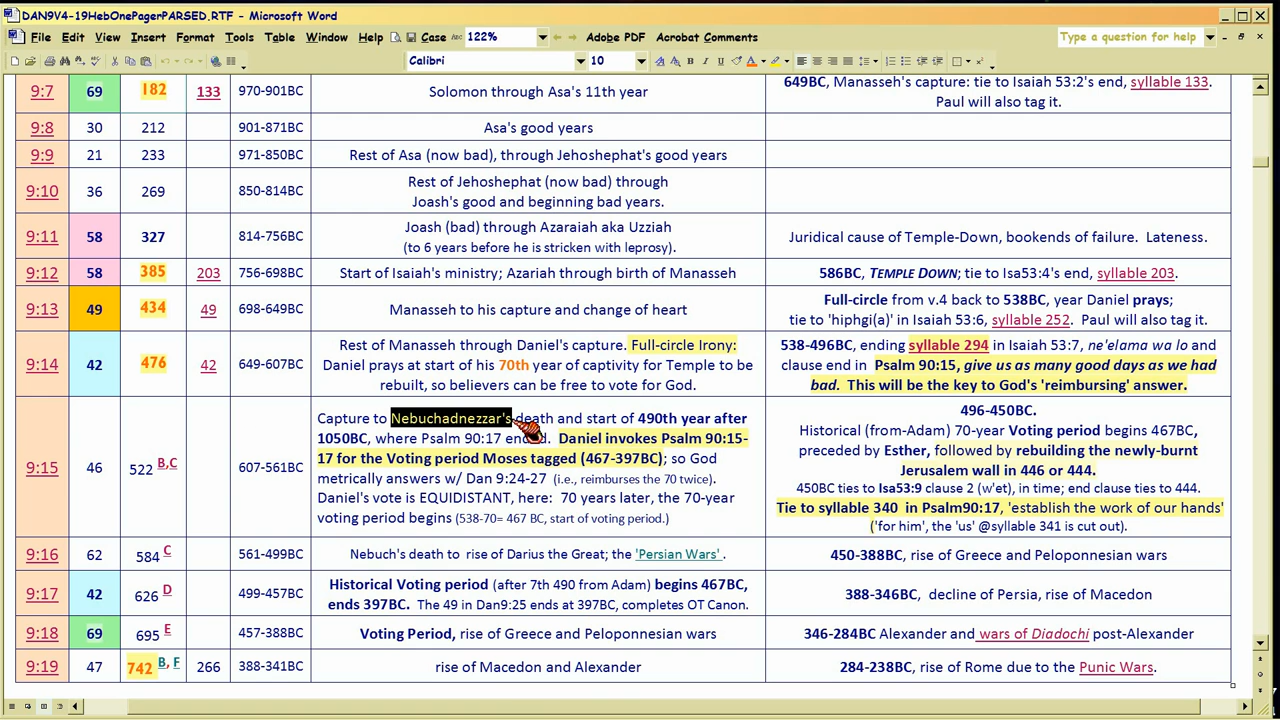 DAN9V4-19HebOnePagerPARSED.RTF - Microsoft Word
File Edit View Insert Format Tools Table Window Help Case 122% Adobe PDF Acrobat Comments Type a question for help
Calibri 10
9:7 69 182 133 970-901BC Solomon through Asa's 11th year 649BC, Manasseh's capture: tie to Isaiah 53:2's end, syllable 133.
Paul will also tag it.
9:8 30 212 901-871BC Asa's good years
9:9 21 233 971-850BC Rest of Asa (now bad), through Jehoshephat's good years
9:10 36 269 850-814BC Rest of Jehoshephat (now bad) through
Joash's good and beginning bad years.
9:11 58 327 814-756BC Joash (bad) through Azaraiah aka Uzziah
(to 6 years before he is stricken with leprosy).
Juridical cause of Temple-Down, bookends of failure. Lateness.
9:12 58 385 203 756-698BC Start of Isaiah's ministry; Azariah through birth of Manasseh 586BC, TEMPLE DOWN; tie to Isa53:4's end, syllable 203.
9:13 49 434 49 698-649BC Manasseh to his capture and change of heart
Full-circle from v.4 back to 538BC, year Daniel prays;
tie to 'hiphgi(a)' in Isaiah 53:6, syllable 252. Paul will also tag it.
9:14 42 476 42 649-607BC Rest of Manasseh through Daniel's capture. Full-circle Irony:
Daniel prays at start of his 70th year of captivity for Temple to be
rebuilt, so believers can be free to vote for God.
538-496BC, ending syllable 294 in Isaiah 53:7, ne'elama wa lo and
clause end in Psalm 90:15, give us as many good days as we had
bad. This will be the key to God's 'reimbursing' answer.
9:15 46 522 B,C 607-561BC Capture to Nebuchadnezzar's death and start of 490th year after
1050BC, where Psalm 90:17 ended. Daniel invokes Psalm 90:15-
17 for the Voting period Moses tagged (467-397BC); so God
metrically answers w/ Dan 9:24-27 (i.e., reimburses the 70 twice).
Daniel's vote is EQUIDISTANT, here: 70 years later, the 70-year
voting period begins (538-70= 467 BC, start of voting period.)
496-450BC.
Historical (from-Adam) 70-year Voting period begins 467BC,
preceded by Esther, followed by rebuilding the newly-burnt
Jerusalem wall in 446 or 444.
450BC ties to Isa53:9 clause 2 (w'et), in time; end clause ties to 444.
Tie to syllable 340 in Psalm90:17, 'establish the work of our hands'
('for him', the 'us' @syllable 341 is cut out).
9:16 62 584 C 561-499BC Nebuch's death to rise of Darius the Great; the 'Persian Wars'. 450-388BC, rise of Greece and Peloponnesian wars
9:17 42 626 D 499-457BC Historical Voting period (after 7th 490 from Adam) begins 467BC,
ends 397BC. The 49 in Dan9:25 ends at 397BC, completes OT Canon.
388-346BC, decline of Persia, rise of Macedon
9:18 69 695 E 457-388BC Voting Period, rise of Greece and Peloponnesian wars 346-284BC Alexander and wars of Diadochi post-Alexander
9:19 47 742 B, F 266 388-341BC rise of Macedon and Alexander 284-238BC, rise of Rome due to the Punic Wars.